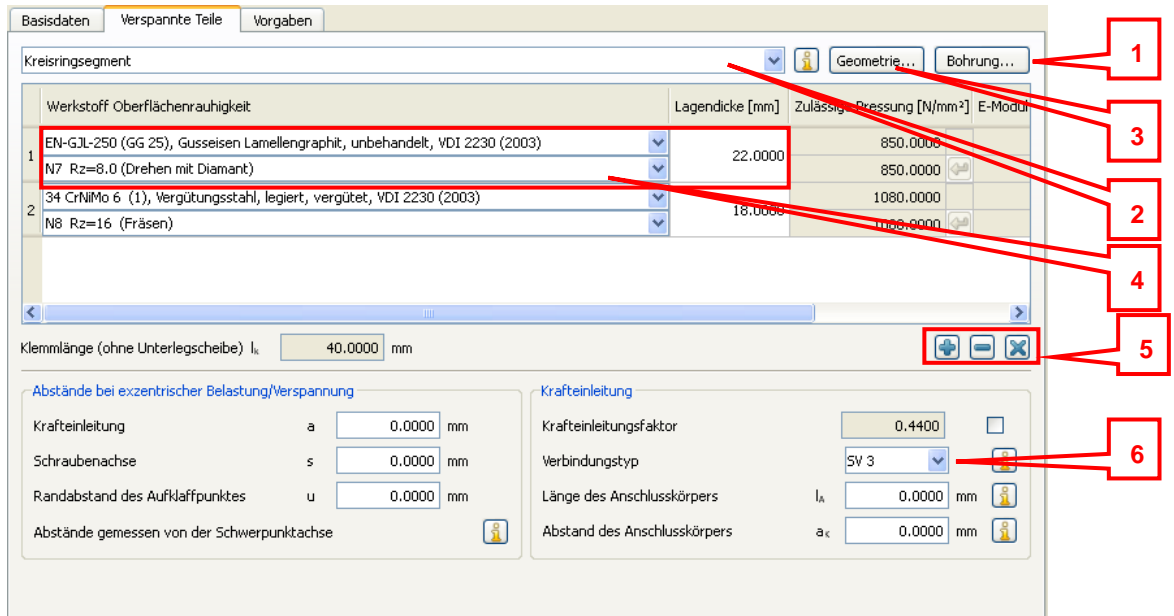 Basisdaten Verspannte Teile Vorgaben
Kreisringsegment Geometrie... Bohrung... 1
Werkstoff Oberflächenrauhigkeit Lagendicke [mm] Zulässige Pressung [N/mm²] E-Modul
3
1 EN-GJL-250 (GG 25), Gusseisen Lamellengraphit, unbehandelt, VDI 2230 (2003) 22.0000 850.0000
N7 Rz=8.0 (Drehen mit Diamant) 850.0000
2 34 CrNiMo 6 (1), Vergütungsstahl, legiert, vergütet, VDI 2230 (2003) 18.0000 1080.0000
N8 Rz=16 (Fräsen) 1080.0000
2
4
Klemmlänge (ohne Unterlegscheibe) lₖ 40.0000 mm 5
Abstände bei exzentrischer Belastung/Verspannung
Krafteinleitung a 0.0000 mm
Schraubenachse s 0.0000 mm
Randabstand des Aufklaffpunktes u 0.0000 mm
Abstände gemessen von der Schwerpunktachse
Krafteinleitung
Krafteinleitungsfaktor 0.4400
Verbindungstyp SV 3 6
Länge des Anschlusskörpers l_A 0.0000 mm
Abstand des Anschlusskörpers aₖ 0.0000 mm